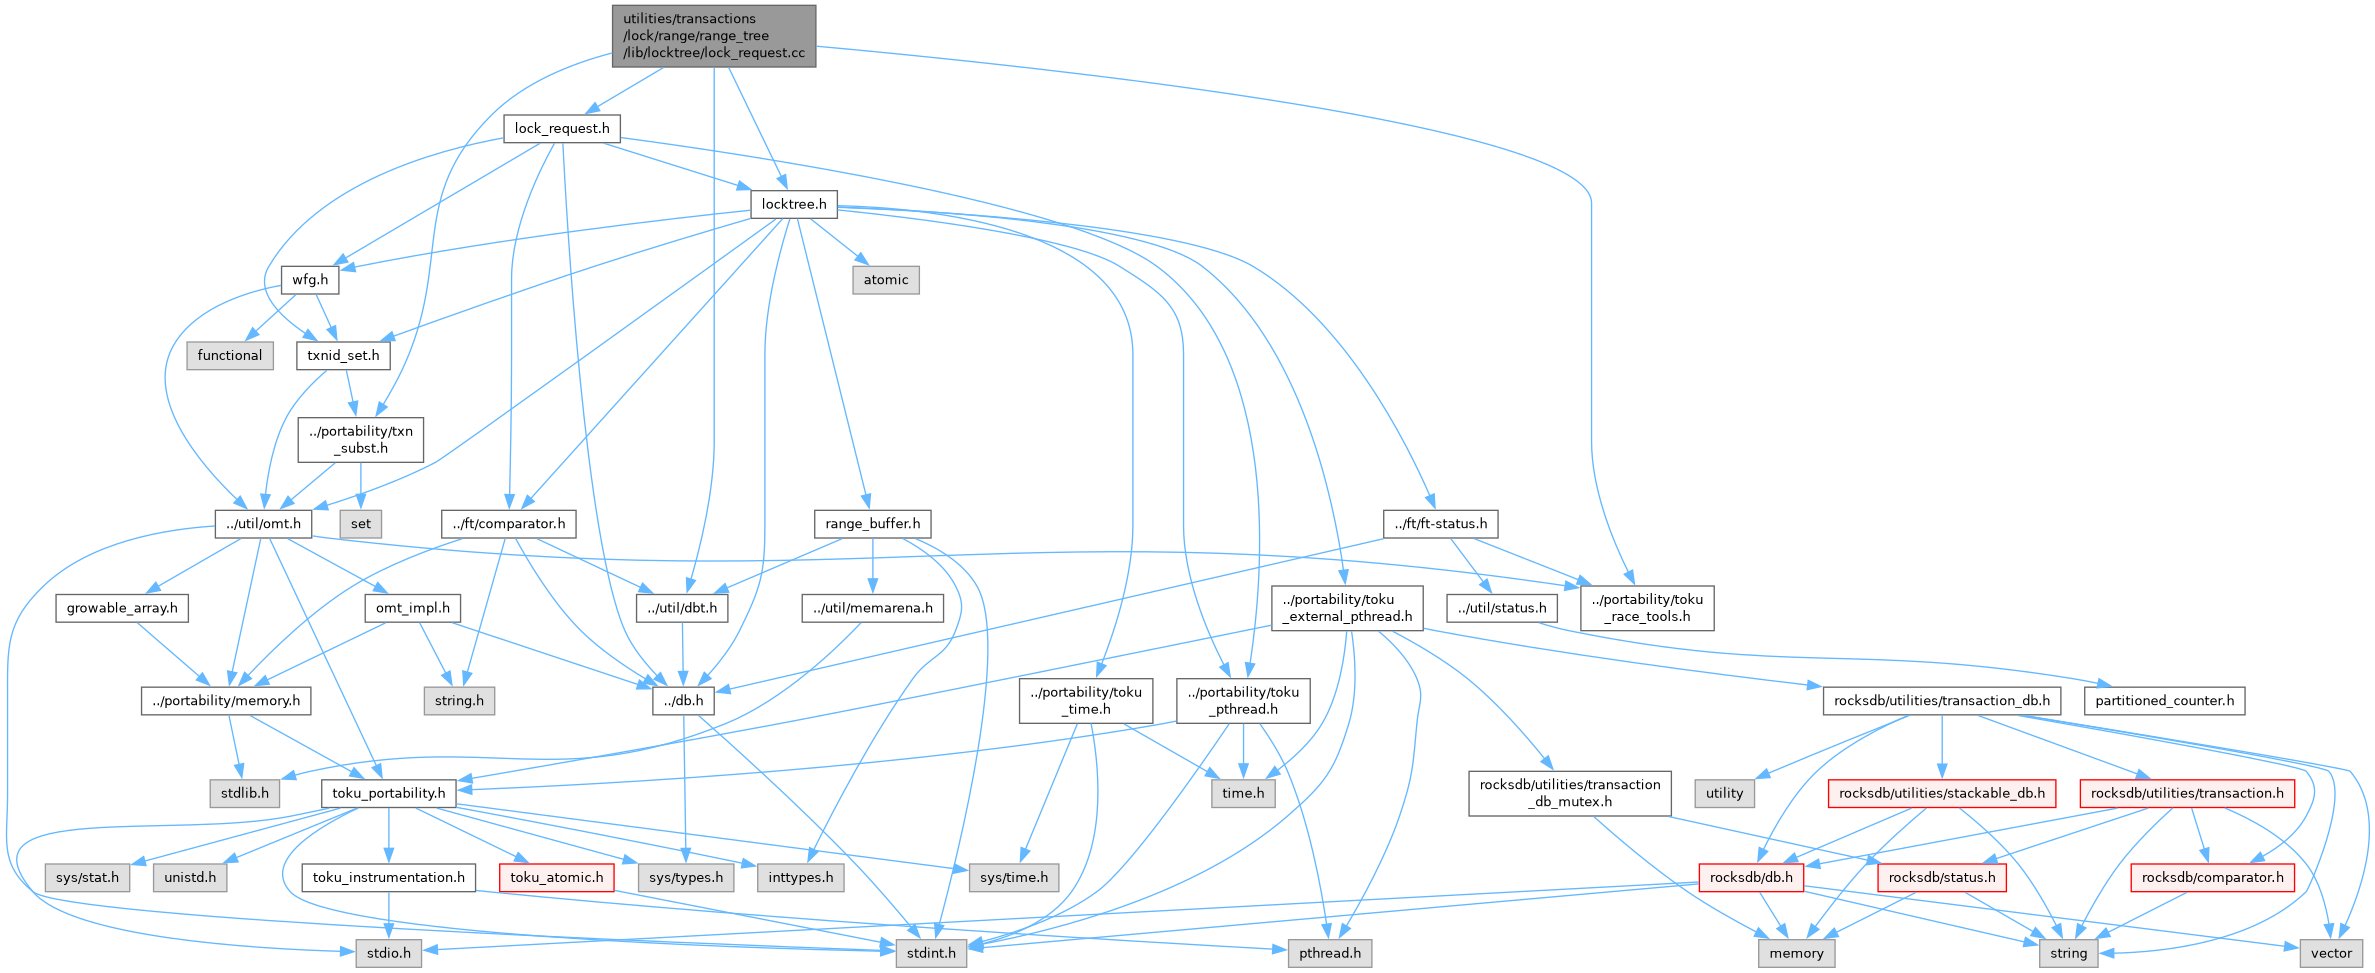 utilities/transactions
/lock/range/range_tree
/lib/locktree/lock_request.cc
lock_request.h
locktree.h
wfg.h
atomic
functional
txnid_set.h
../portability/txn
_subst.h
../util/omt.h
set
../ft/comparator.h
range_buffer.h
../ft/ft-status.h
growable_array.h
omt_impl.h
../util/dbt.h
../util/memarena.h
../portability/toku
_external_pthread.h
../util/status.h
../portability/toku
_race_tools.h
../portability/memory.h
string.h
../db.h
../portability/toku
_time.h
../portability/toku
_pthread.h
rocksdb/utilities/transaction_db.h
partitioned_counter.h
stdlib.h
toku_portability.h
time.h
rocksdb/utilities/transaction
_db_mutex.h
utility
rocksdb/utilities/stackable_db.h
rocksdb/utilities/transaction.h
sys/stat.h
unistd.h
toku_instrumentation.h
toku_atomic.h
sys/types.h
inttypes.h
sys/time.h
rocksdb/db.h
rocksdb/status.h
rocksdb/comparator.h
stdio.h
stdint.h
pthread.h
memory
string
vector